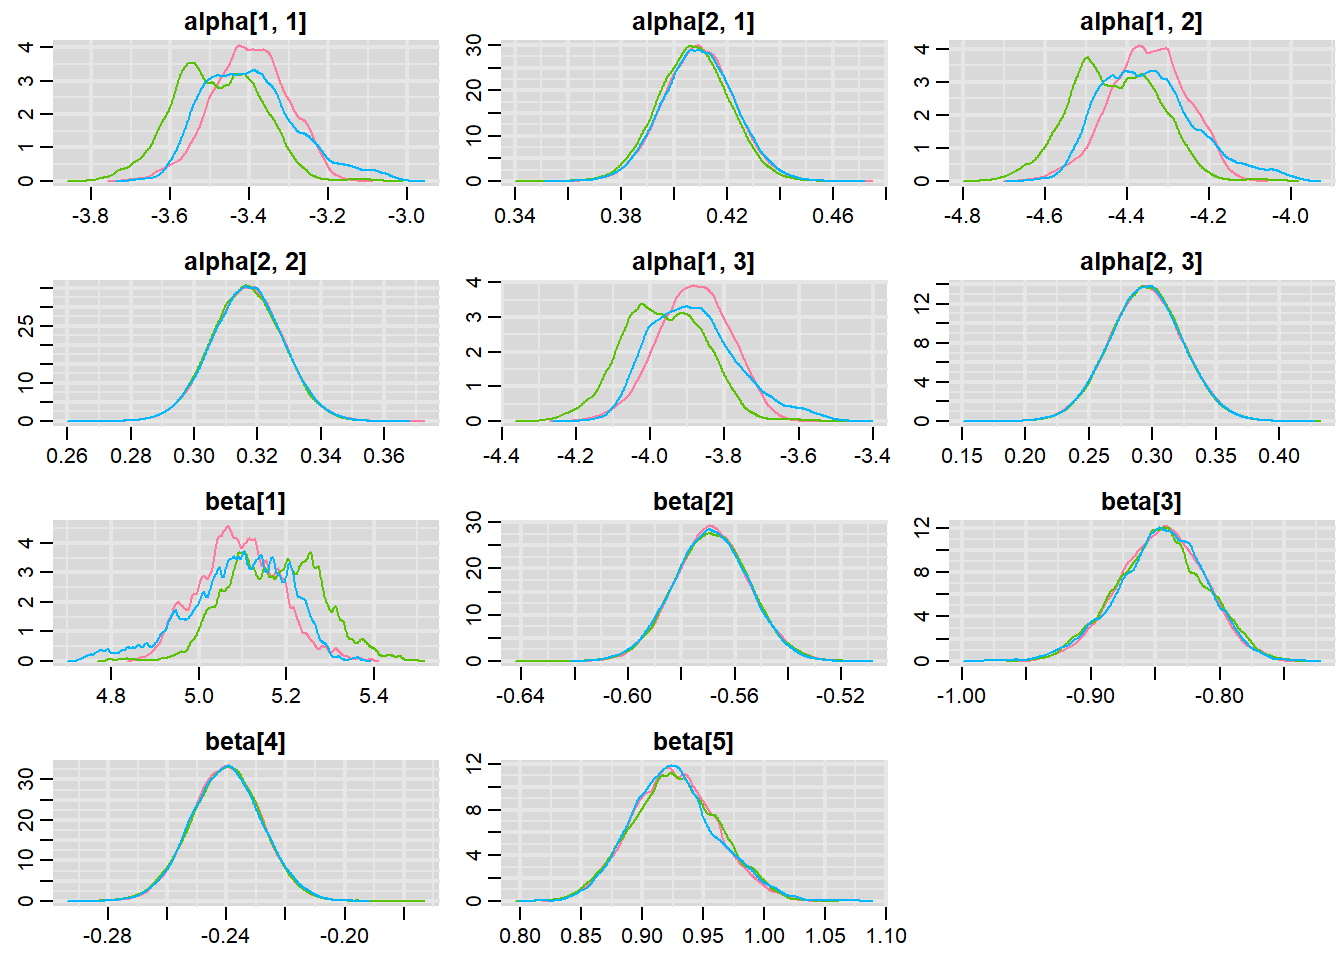 alpha[1, 1]
0 1 2 3 4
-3.8 -3.6 -3.4 -3.2 -3.0
alpha[2, 1]
0 10 20 30
0.34 0.38 0.42 0.46
alpha[1, 2]
0 1 2 3 4
-4.8 -4.6 -4.4 -4.2 -4.0
alpha[2, 2]
0 10 25
0.26 0.28 0.30 0.32 0.34 0.36
alpha[1, 3]
0 1 2 3 4
-4.4 -4.2 -4.0 -3.8 -3.6 -3.4
alpha[2, 3]
0 4 8 12
0.15 0.20 0.25 0.30 0.35 0.40
beta[1]
0 1 2 3 4
4.8 5.0 5.2 5.4
beta[2]
0 10 20 30
-0.64 -0.60 -0.56 -0.52
beta[3]
0 4 8 12
-1.00 -0.90 -0.80
beta[4]
0 10 20 30
-0.28 -0.24 -0.20
beta[5]
0 4 8 12
0.80 0.85 0.90 0.95 1.00 1.05 1.10